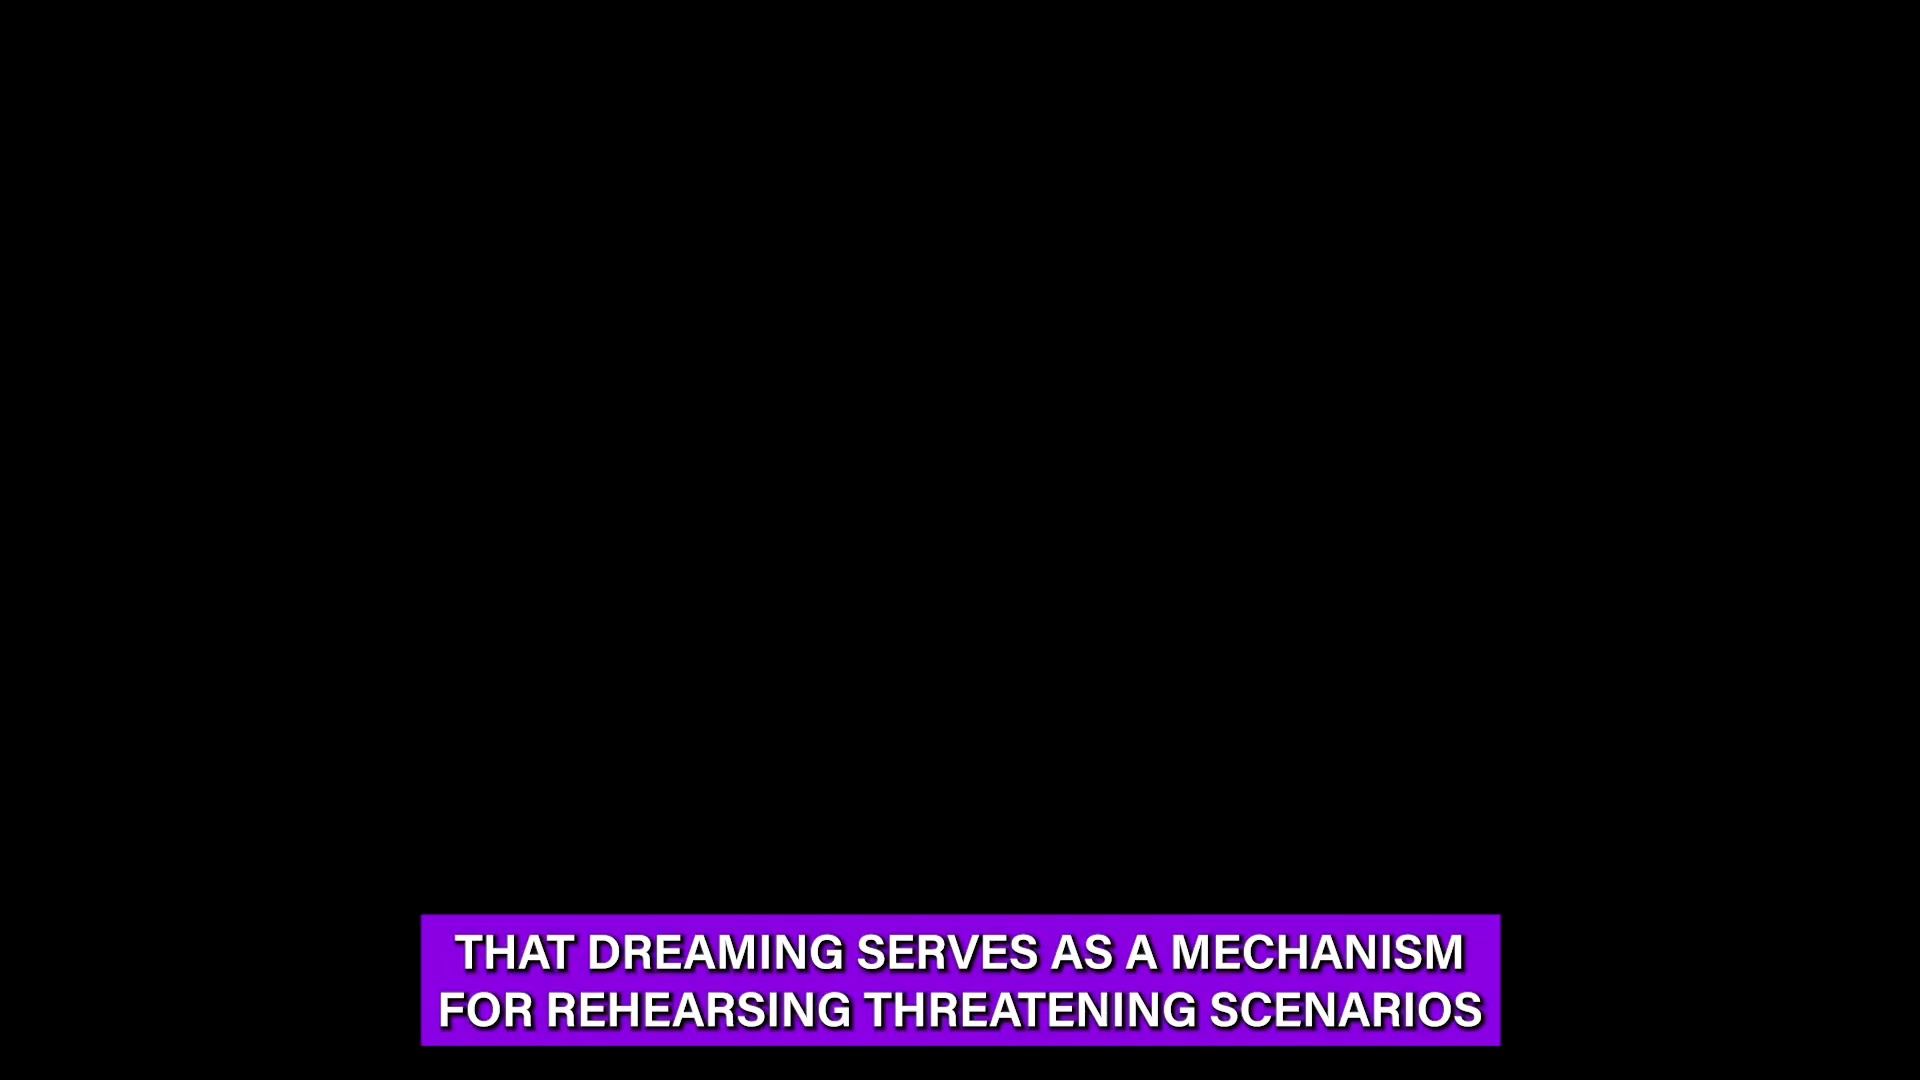 THAT DREAMING SERVES AS A MECHANISM
FOR REHEARSING THREATENING SCENARIOS